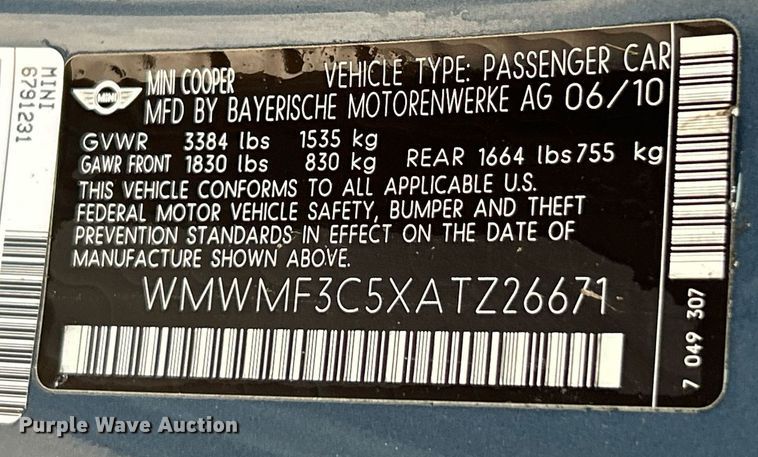 MINI
6791231
MINI
MINI COOPER VEHICLE TYPE: PASSENGER CAR
MFD BY BAYERISCHE MOTORENWERKE AG 06/10
GVWR 3384 lbs 1535 kg
GAWR FRONT 1830 lbs 830 kg REAR 1664 lbs 755 kg
THIS VEHICLE CONFORMS TO ALL APPLICABLE U.S.
FEDERAL MOTOR VEHICLE SAFETY, BUMPER AND THEFT
PREVENTION STANDARDS IN EFFECT ON THE DATE OF
MANUFACTURE SHOWN ABOVE.
WMWMF3C5XATZ26671
7 049 307
Purple Wave Auction